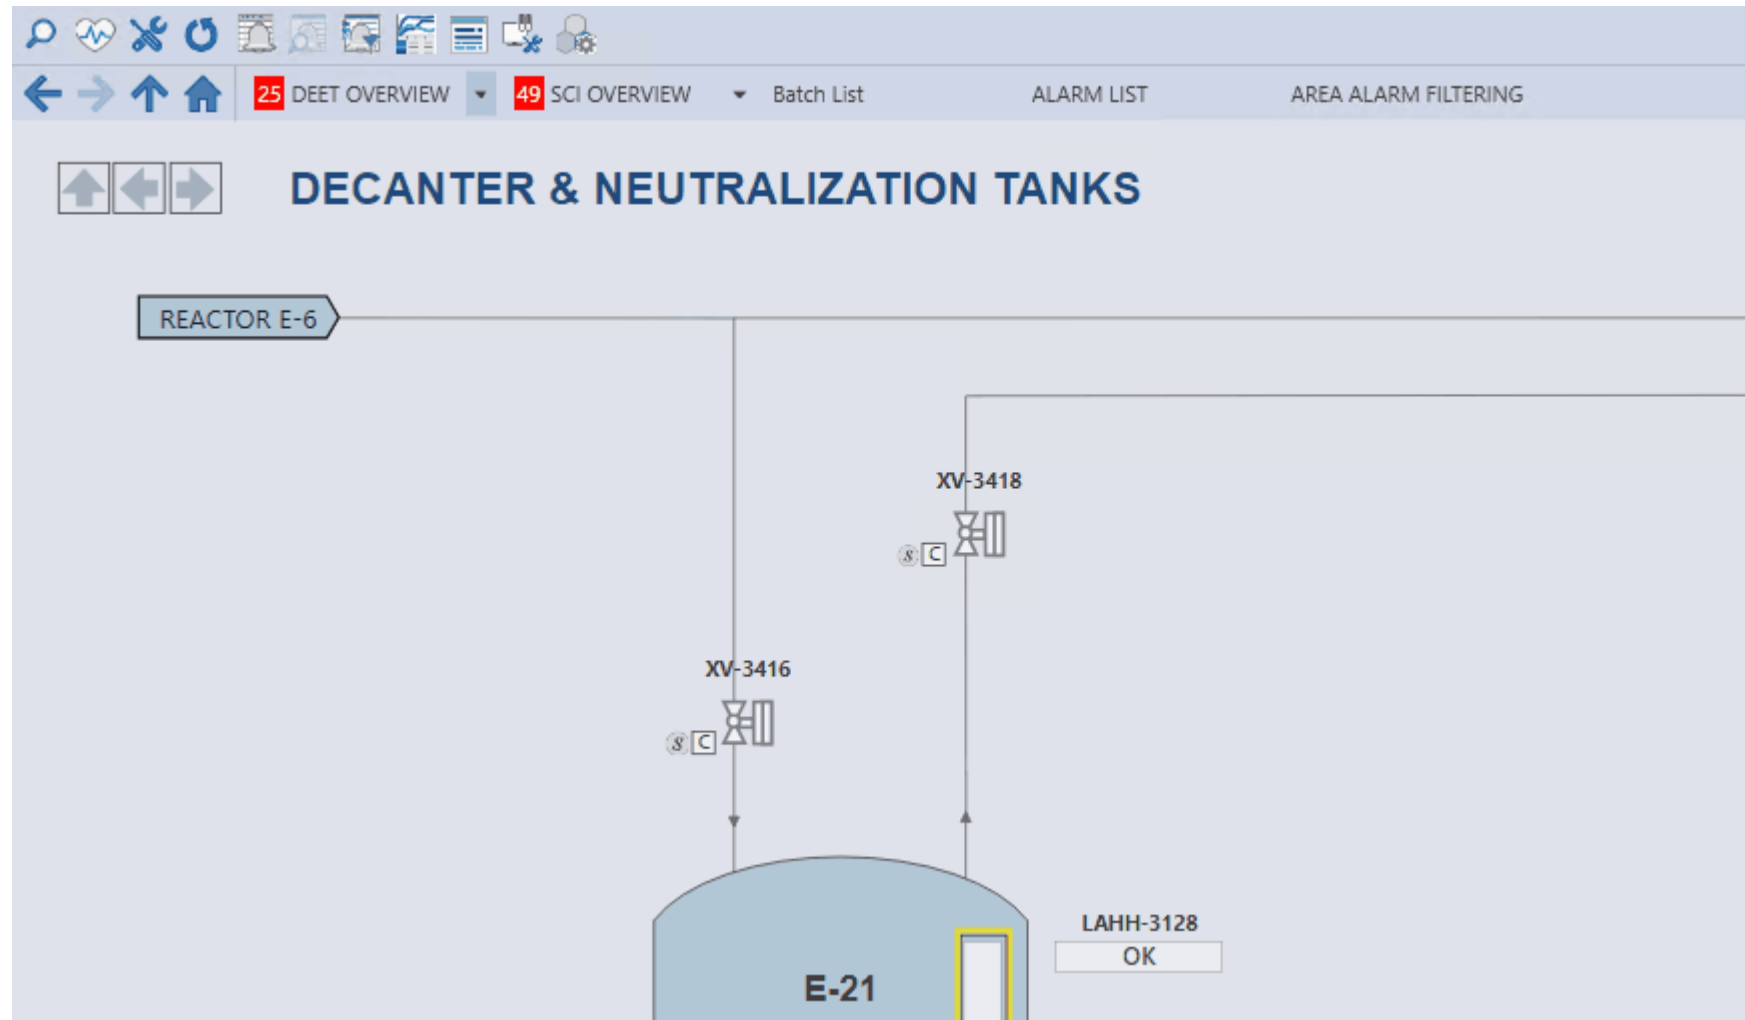 25 DEET OVERVIEW 49 SCI OVERVIEW Batch List ALARM LIST AREA ALARM FILTERING
DECANTER & NEUTRALIZATION TANKS
REACTOR E-6
XV-3418
S C
XV-3416
S C
LAHH-3128
OK
E-21